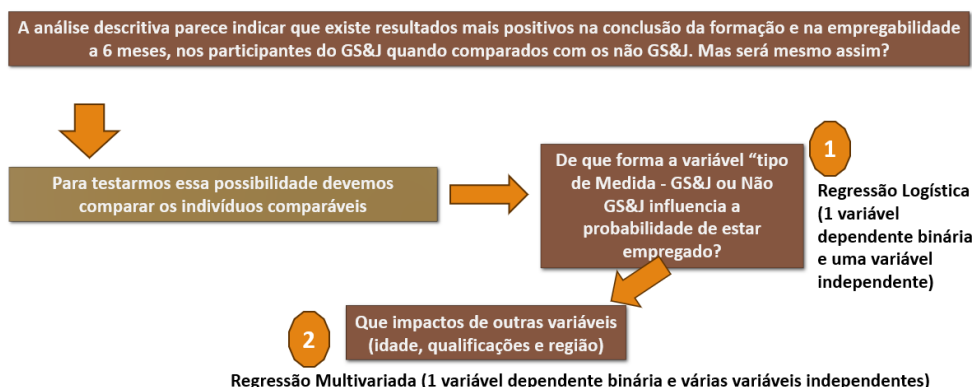 A análise descritiva parece indicar que existe resultados mais positivos na conclusão da formação e na empregabilidade
a 6 meses, nos participantes do GS&J quando comparados com os não GS&J. Mas será mesmo assim?
Para testarmos essa possibilidade devemos
comparar os indivíduos comparáveis
De que forma a variável “tipo
de Medida - GS&J ou Não
GS&J influencia a
probabilidade de estar
empregado?
1
Regressão Logística
(1 variável
dependente binária
e uma variável
independente)
2
Que impactos de outras variáveis
(idade, qualificações e região)
Regressão Multivariada (1 variável dependente binária e várias variáveis independentes)